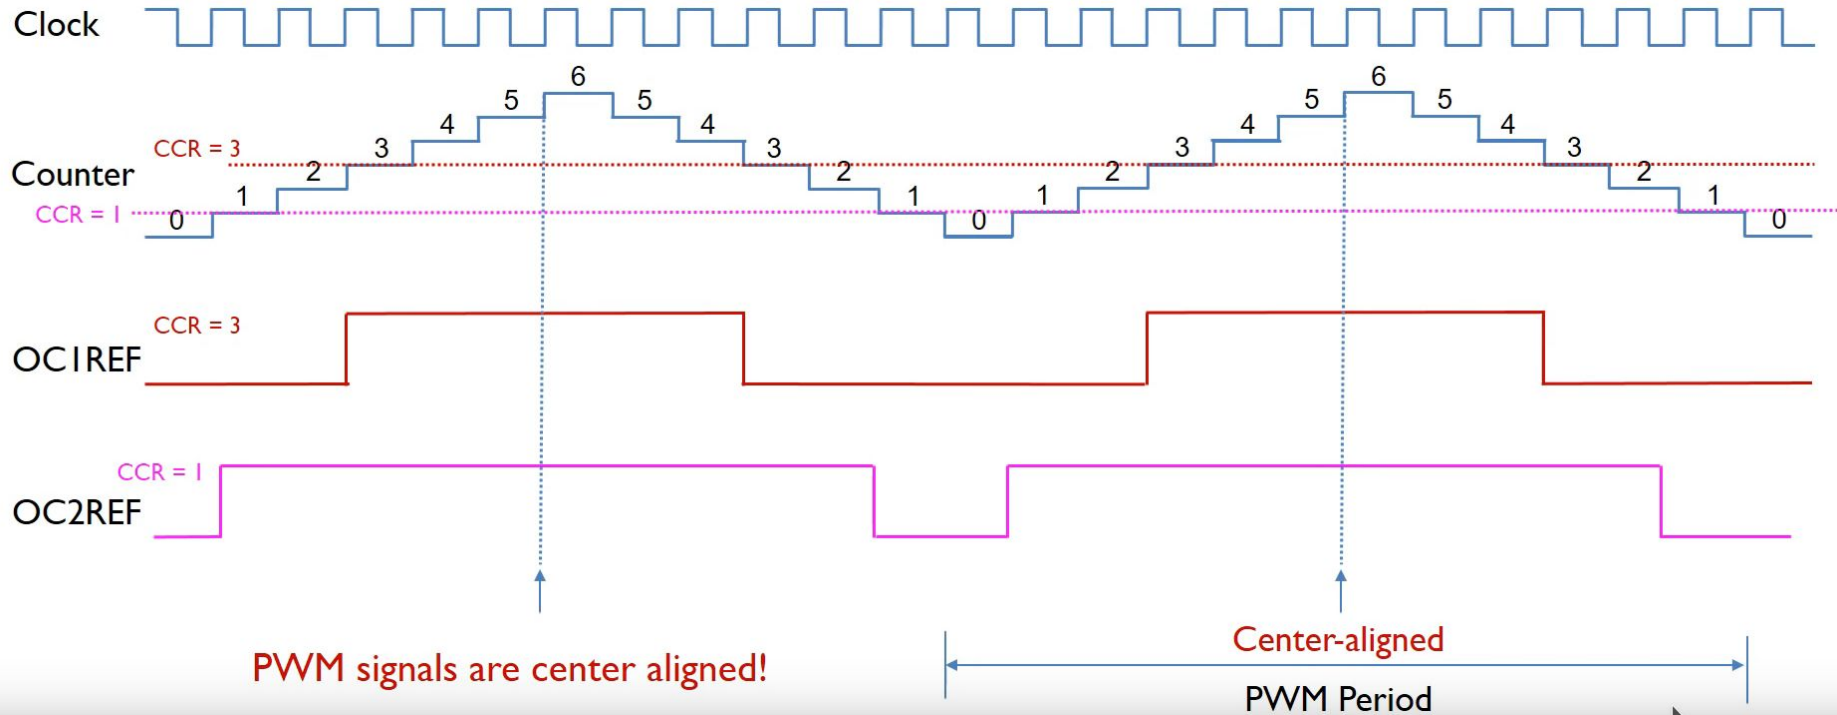 Clock
6 6
5 5 5 5
4 4 4 4
CCR = 3 3 3 3 3
Counter 2 2 2 2
CCR = 1 1 1 1 1
0 0 0
CCR = 3
OC1REF
CCR = 1
OC2REF
PWM signals are center aligned!
Center-aligned
PWM Period